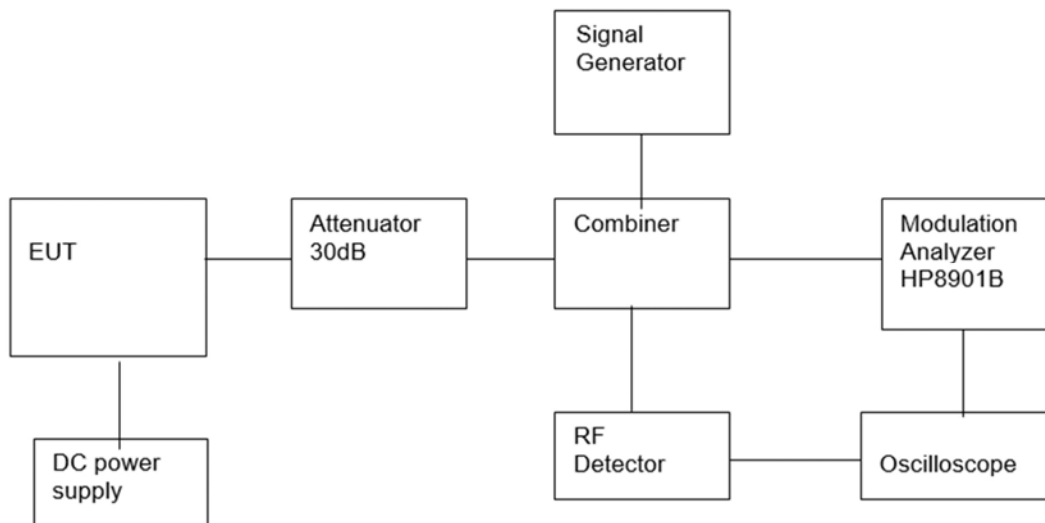 Signal
Generator
EUT
Attenuator
30dB
Combiner
Modulation
Analyzer
HP8901B
DC power
supply
RF
Detector
Oscilloscope